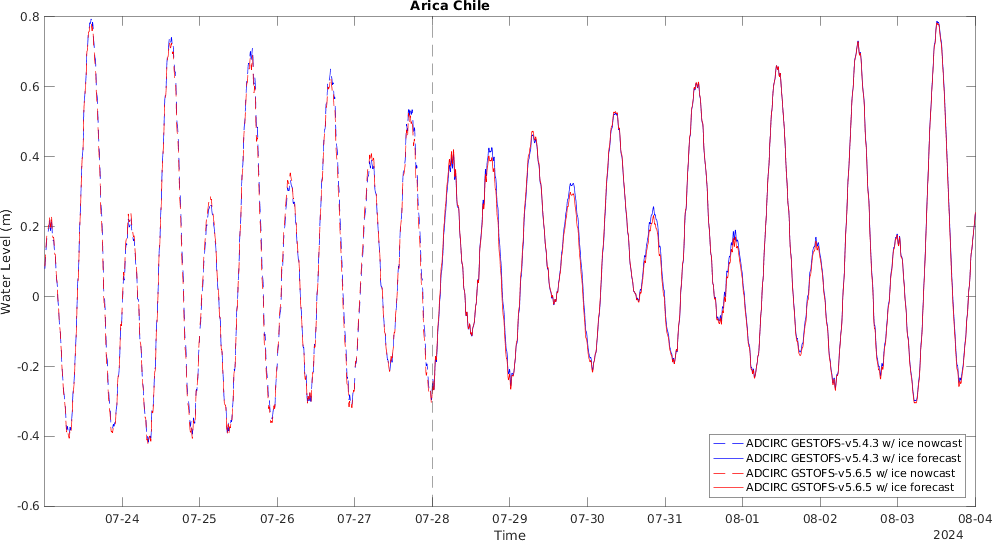 Arica Chile
0.8
0.6
0.4
0.2
0
-0.2
-0.4
-0.6
Water Level (m)
ADCIRC GESTOFS-v5.4.3 w/ ice nowcast
ADCIRC GESTOFS-v5.4.3 w/ ice forecast
ADCIRC GSTOFS-v5.6.5 w/ ice nowcast
ADCIRC GSTOFS-v5.6.5 w/ ice forecast
07-24 07-25 07-26 07-27 07-28 07-29 07-30 07-31 08-01 08-02 08-03 08-04
Time
2024